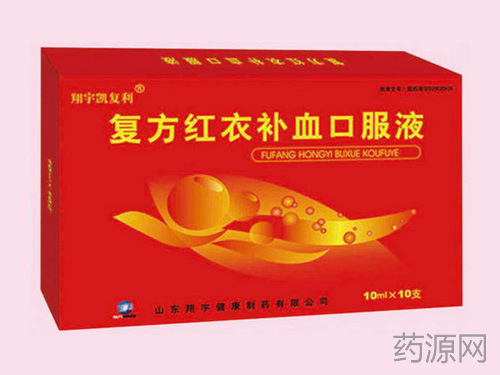 翔宇凯复利®
复方红衣补血口服液
FUFANG HONGYI BUXUE KOUFUYE
10ml×10支
山东翔宇健康制药有限公司
药源网